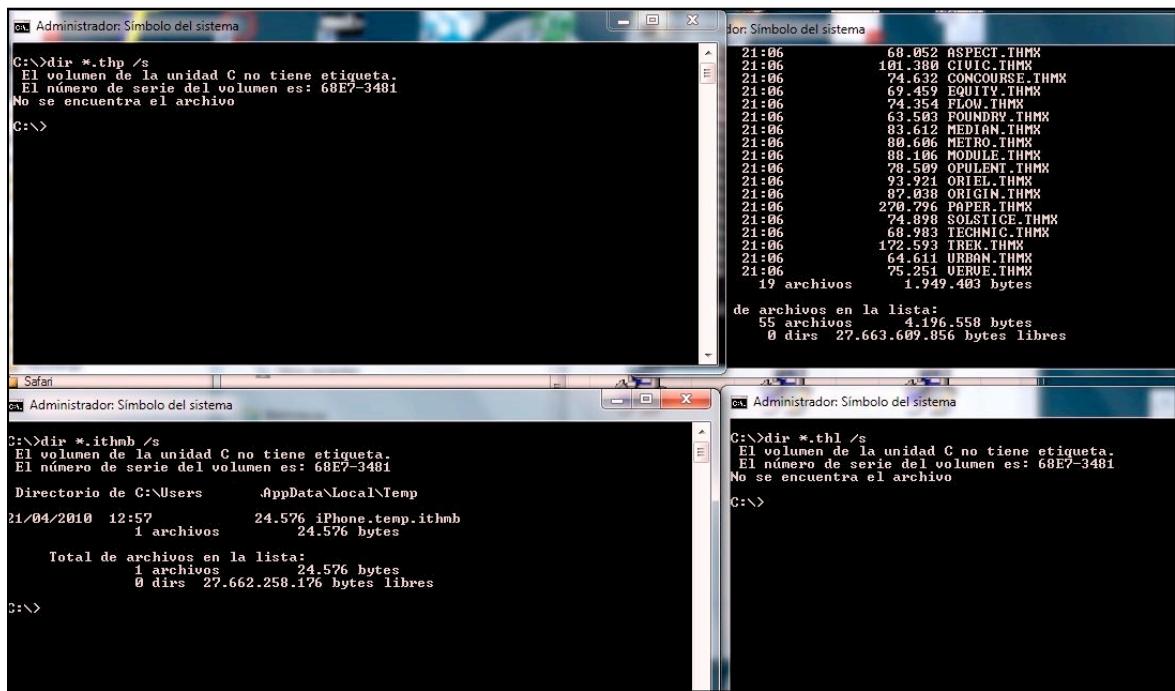 Administrador: Símbolo del sistema
C:\>dir *.thp /s
El volumen de la unidad C no tiene etiqueta.
El número de serie del volumen es: 68E7-3481
No se encuentra el archivo
C:\>
dor: Símbolo del sistema
21:06 68.052 ASPECT.THMX
21:06 101.380 CIVIC.THMX
21:06 74.632 CONCOURSE.THMX
21:06 69.459 EQUITY.THMX
21:06 74.354 FLOW.THMX
21:06 63.503 FOUNDRY.THMX
21:06 83.612 MEDIAN.THMX
21:06 80.606 METRO.THMX
21:06 88.106 MODULE.THMX
21:06 78.509 OPULENT.THMX
21:06 93.921 ORIEL.THMX
21:06 87.038 ORIGIN.THMX
21:06 270.796 PAPER.THMX
21:06 74.898 SOLSTICE.THMX
21:06 68.983 TECHNIC.THMX
21:06 172.593 TREK.THMX
21:06 64.611 URBAN.THMX
21:06 75.251 VERVE.THMX
19 archivos 1.949.403 bytes
de archivos en la lista:
55 archivos 4.196.558 bytes
0 dirs 27.663.609.856 bytes libres
Safari
Administrador: Símbolo del sistema
C:\>dir *.ithmb /s
El volumen de la unidad C no tiene etiqueta.
El número de serie del volumen es: 68E7-3481
Directorio de C:\Users \AppData\Local\Temp
21/04/2010 12:57 24.576 iPhone.temp.ithmb
1 archivos 24.576 bytes
Total de archivos en la lista:
1 archivos 24.576 bytes
0 dirs 27.662.258.176 bytes libres
C:\>
Administrador: Símbolo del sistema
C:\>dir *.thl /s
El volumen de la unidad C no tiene etiqueta.
El número de serie del volumen es: 68E7-3481
No se encuentra el archivo
C:\>